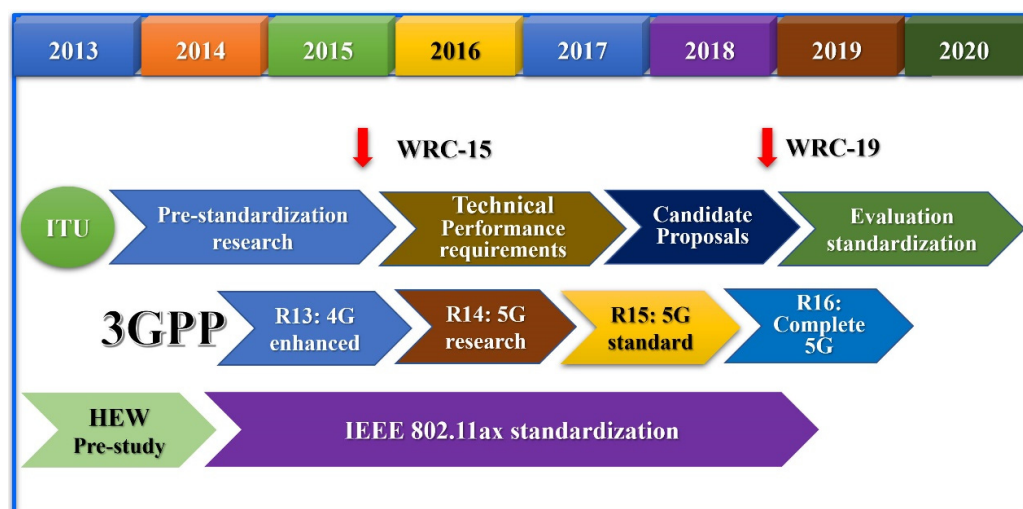 2013 2014 2015 2016 2017 2018 2019 2020
WRC-15 WRC-19
ITU
Pre-standardization
research
Technical
Performance
requirements
Candidate
Proposals
Evaluation
standardization
3GPP
R13: 4G
enhanced
R14: 5G
research
R15: 5G
standard
R16:
Complete
5G
HEW
Pre-study
IEEE 802.11ax standardization